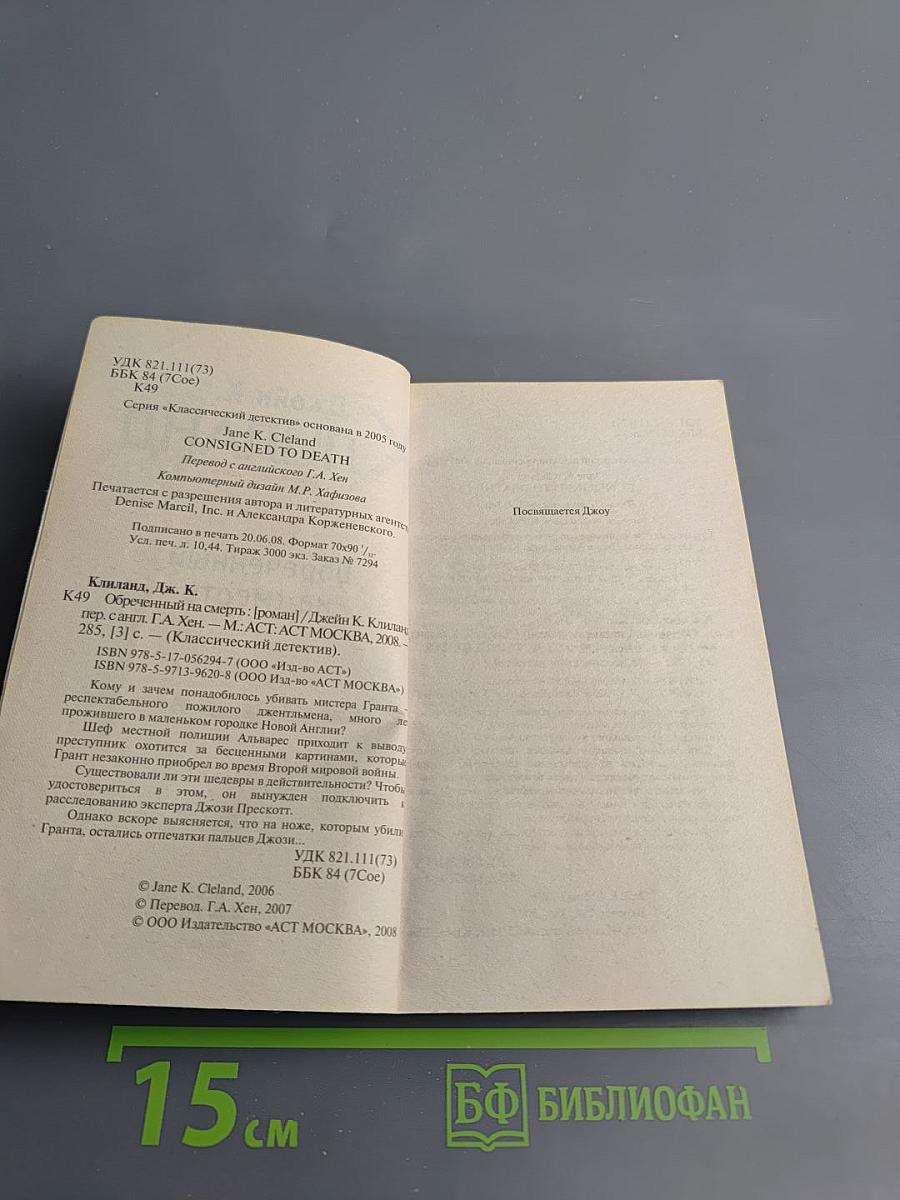 УДК 821.111(73)
ББК 84 (7Сое)
К49
Серия «Классический детектив» основана в 2005 году
Jane K. Cleland
CONSIGNED TO DEATH
Перевод с английского Г.А. Хен
Компьютерный дизайн М.Р. Хафизова
Печатается с разрешения автора и литературных агентс
Denise Marcil, Inc. и Александра Корженевского.
Подписано в печать 20.06.08. Формат 70х90 1/32.
Усл. печ. л. 10,44. Тираж 3000 экз. Заказ № 7294
Клиланд, Дж. К.
К49 Обреченный на смерть : [роман] / Джейн К. Клиланд
пер. с англ. Г.А. Хен. — М.: АСТ: АСТ МОСКВА, 2008. —
285, [3] с. — (Классический детектив).
ISBN 978-5-17-056294-7 (ООО «Изд-во АСТ»)
ISBN 978-5-9713-9620-8 (ООО Изд-во «АСТ МОСКВА»)
Кому и зачем понадобилось убивать мистера Гранта –
респектабельного пожилого джентльмена, много ле
прожившего в маленьком городке Новой Англии?
Шеф местной полиции Альварес приходит к выводу
преступник охотится за бесценными картинами, которы
Грант незаконно приобрел во время Второй мировой войны.
Существовали ли эти шедевры в действительности? Чтобы
удостовериться в этом, он вынужден подключить к
расследованию эксперта Джози Прескотт.
Однако вскоре выясняется, что на ноже, которым убили
Гранта, остались отпечатки пальцев Джози...
УДК 821.111(73)
ББК 84 (7Сое)
© Jane K. Cleland, 2006
© Перевод. Г.А. Хен, 2007
© ООО Издательство «АСТ МОСКВА», 2008
Посвящается Джоу
15 см
БФ БИБЛИОФАН